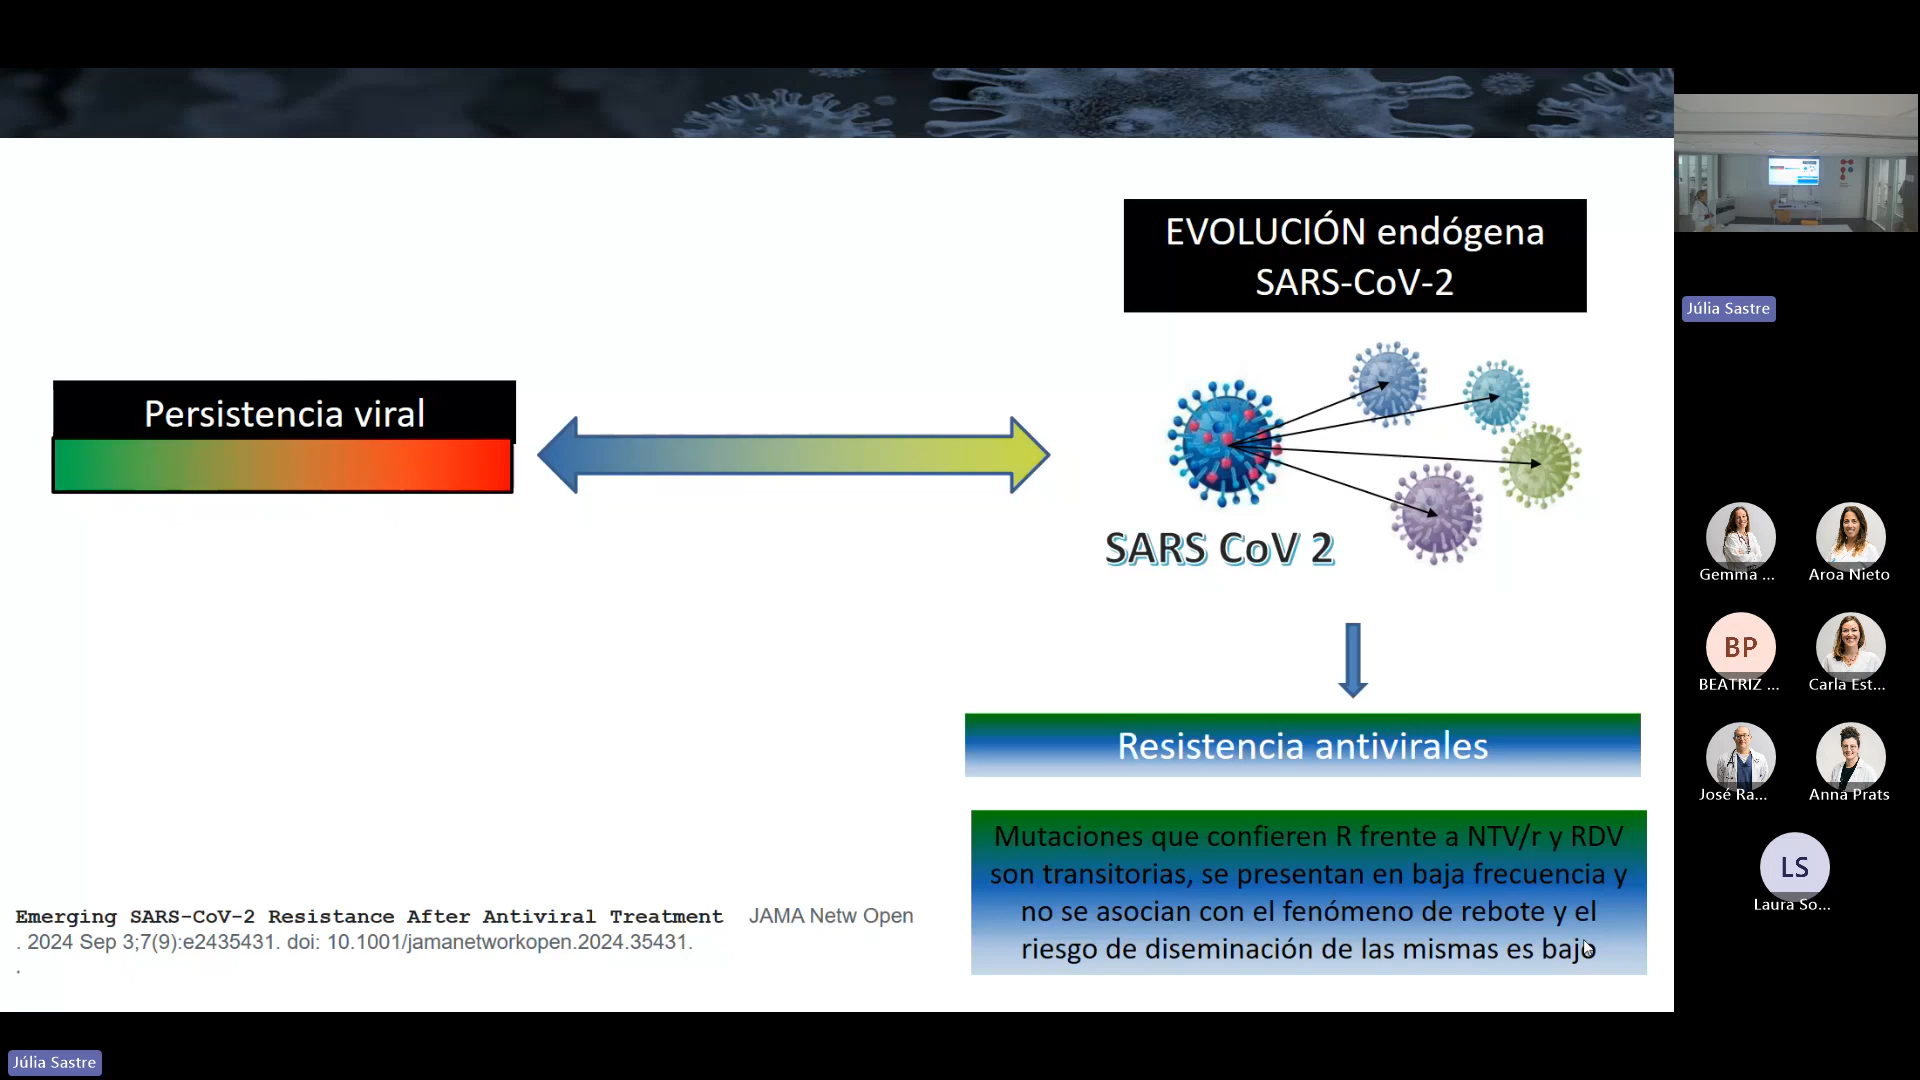 EVOLUCIÓN endógena
SARS-CoV-2
Persistencia viral
SARS CoV 2
Resistencia antivirales
Mutaciones que confieren R frente a NTV/r y RDV
son transitorias, se presentan en baja frecuencia y
no se asocian con el fenómeno de rebote y el
riesgo de diseminación de las mismas es bajo
Emerging SARS-CoV-2 Resistance After Antiviral Treatment JAMA Netw Open
. 2024 Sep 3;7(9):e2435431. doi: 10.1001/jamanetworkopen.2024.35431.
.
Júlia Sastre
Gemma ...
Aroa Nieto
BP
BEATRIZ ...
Carla Est...
José Ra...
Anna Prats
LS
Laura So...
Júlia Sastre